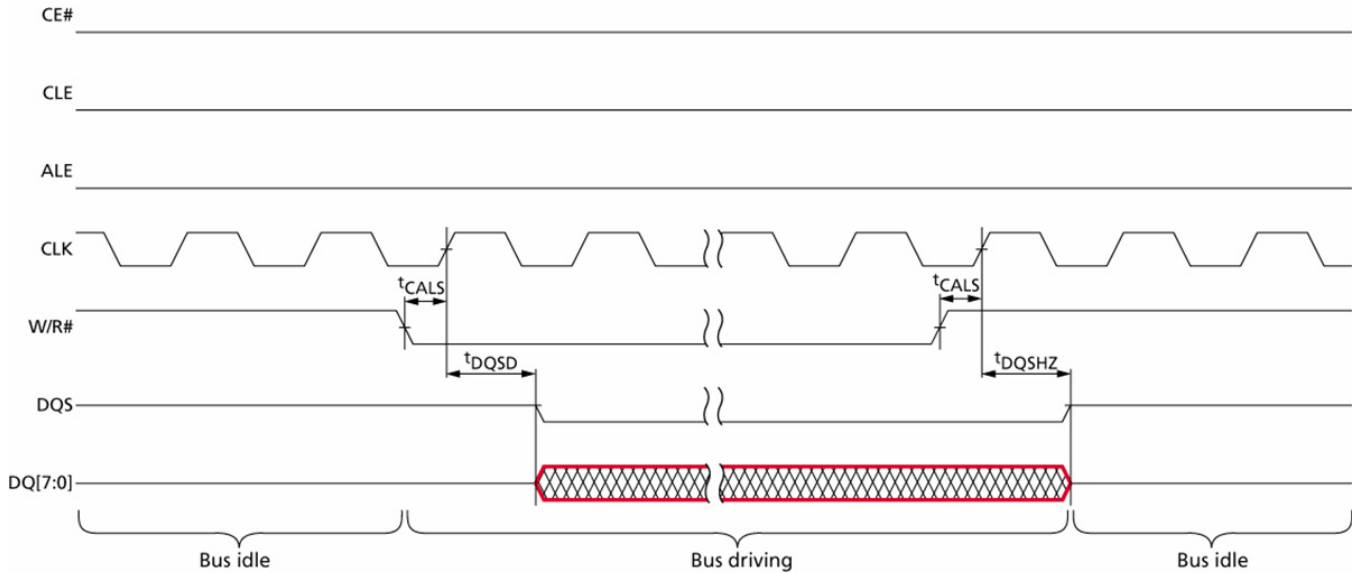 CE#
CLE
ALE
CLK
tCALS tCALS
W/R#
tDQSD tDQSHZ
DQS
DQ[7:0]
Bus idle Bus driving Bus idle